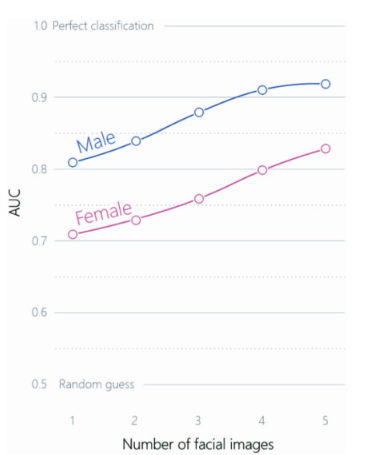 1.0 Perfect classification
0.9
Male
0.8
Female
0.7
0.6
0.5 Random guess
AUC
1 2 3 4 5
Number of facial images